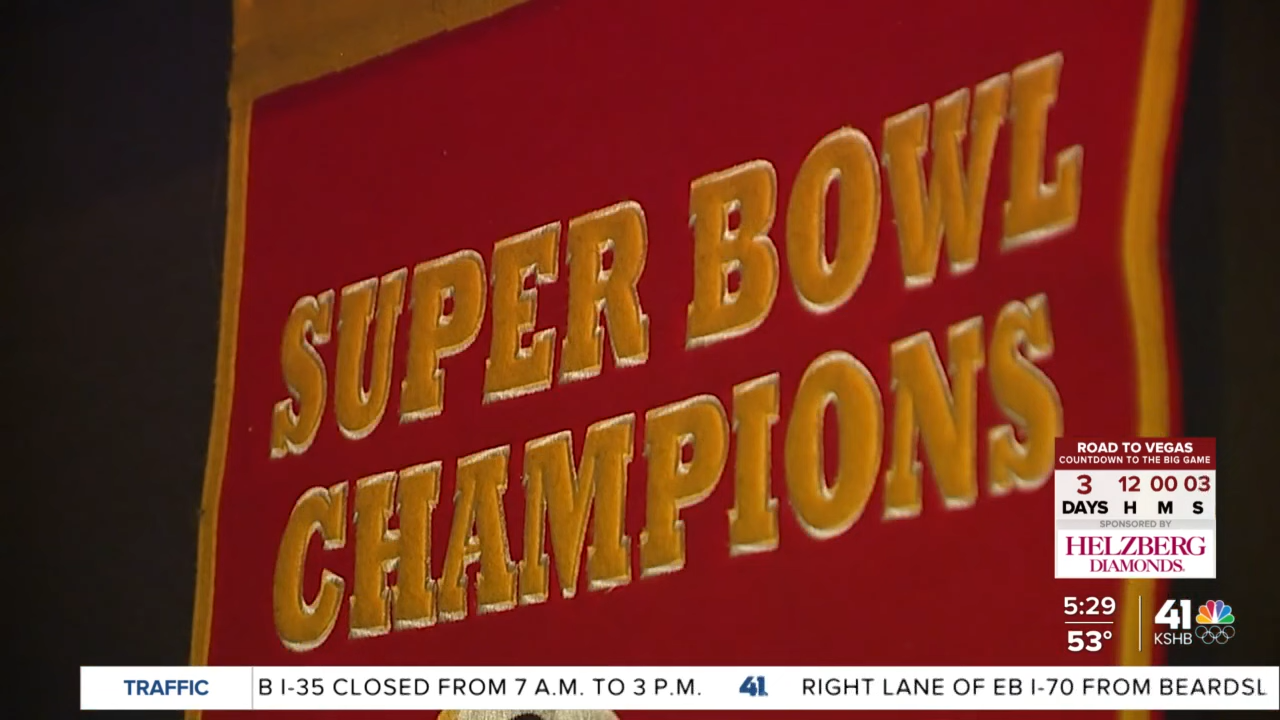 SUPER BOWL
CHAMPIONS
ROAD TO VEGAS
COUNTDOWN TO THE BIG GAME
3 12 00 03
DAYS H M S
SPONSORED BY
HELZBERG
DIAMONDS.
5:29
53°
41
KSHB
TRAFFIC B I-35 CLOSED FROM 7 A.M. TO 3 P.M. 41 RIGHT LANE OF EB I-70 FROM BEARDSL